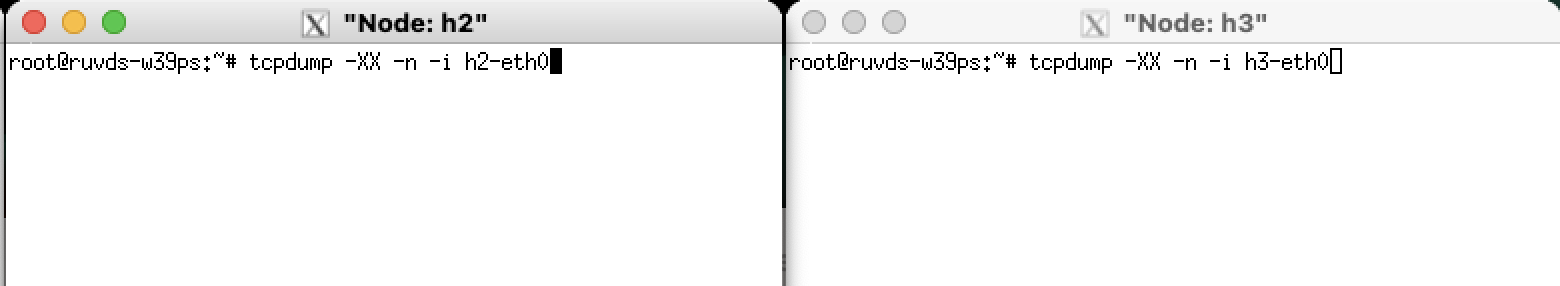 "Node: h2"
root@ruvds-w39ps:~# tcpdump -XX -n -i h2-eth0
"Node: h3"
root@ruvds-w39ps:~# tcpdump -XX -n -i h3-eth0